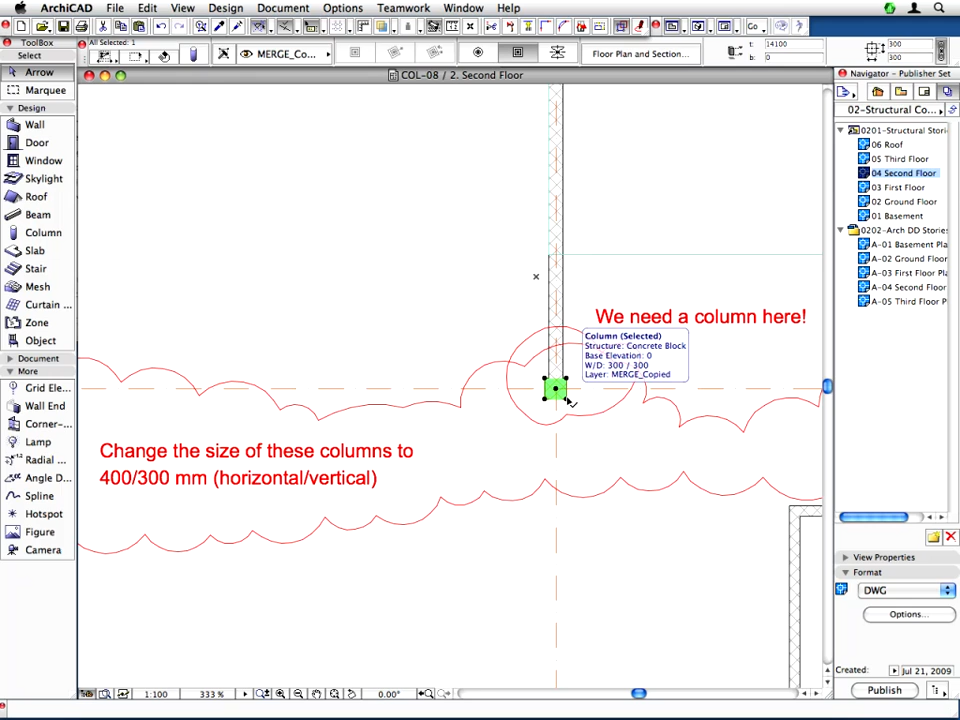 ArchiCAD File Edit View Design Document Options Teamwork Window Help
Go
ToolBox
Select
Arrow
Marquee
Design
Wall
Door
Window
Skylight
Roof
Beam
Column
Slab
Stair
Mesh
Curtain ...
Zone
Object
Document
More
Grid Ele...
Wall End
Corner-...
Lamp
Radial ...
Angle D...
Spline
Hotspot
Figure
Camera
All Selected: 1
MERGE_Co...
Floor Plan and Section...
t: 14100
b: 0
300
300
COL-08 / 2. Second Floor
We need a column here!
Column (Selected)
Structure: Concrete Block
Base Elevation: 0
W/D: 300 / 300
Layer: MERGE_Copied
Change the size of these columns to
400/300 mm (horizontal/vertical)
1:100 333 % 0.00°
Navigator - Publisher Set
02-Structural Co...
0201-Structural Stori
06 Roof
05 Third Floor
04 Second Floor
03 First Floor
02 Ground Floor
01 Basement
0202-Arch DD Stories
A-01 Basement Pla
A-02 Ground Floor
A-03 First Floor Pl
A-04 Second Floor
A-05 Third Floor P
View Properties
Format
DWG
Options...
Created: Jul 21, 2009
Publish